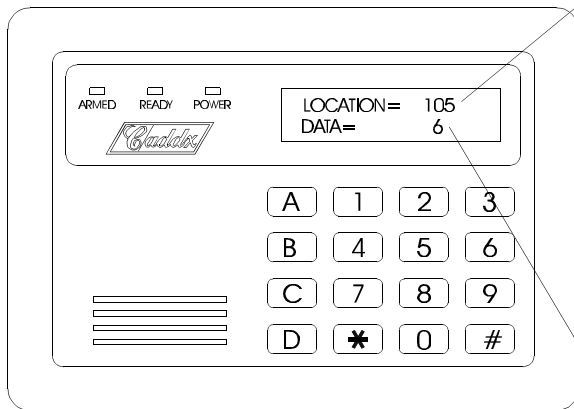 LOCATION= 105
DATA= 6
ARMED READY POWER
Caddx
A 1 2 3
B 4 5 6
C 7 8 9
D * 0 #